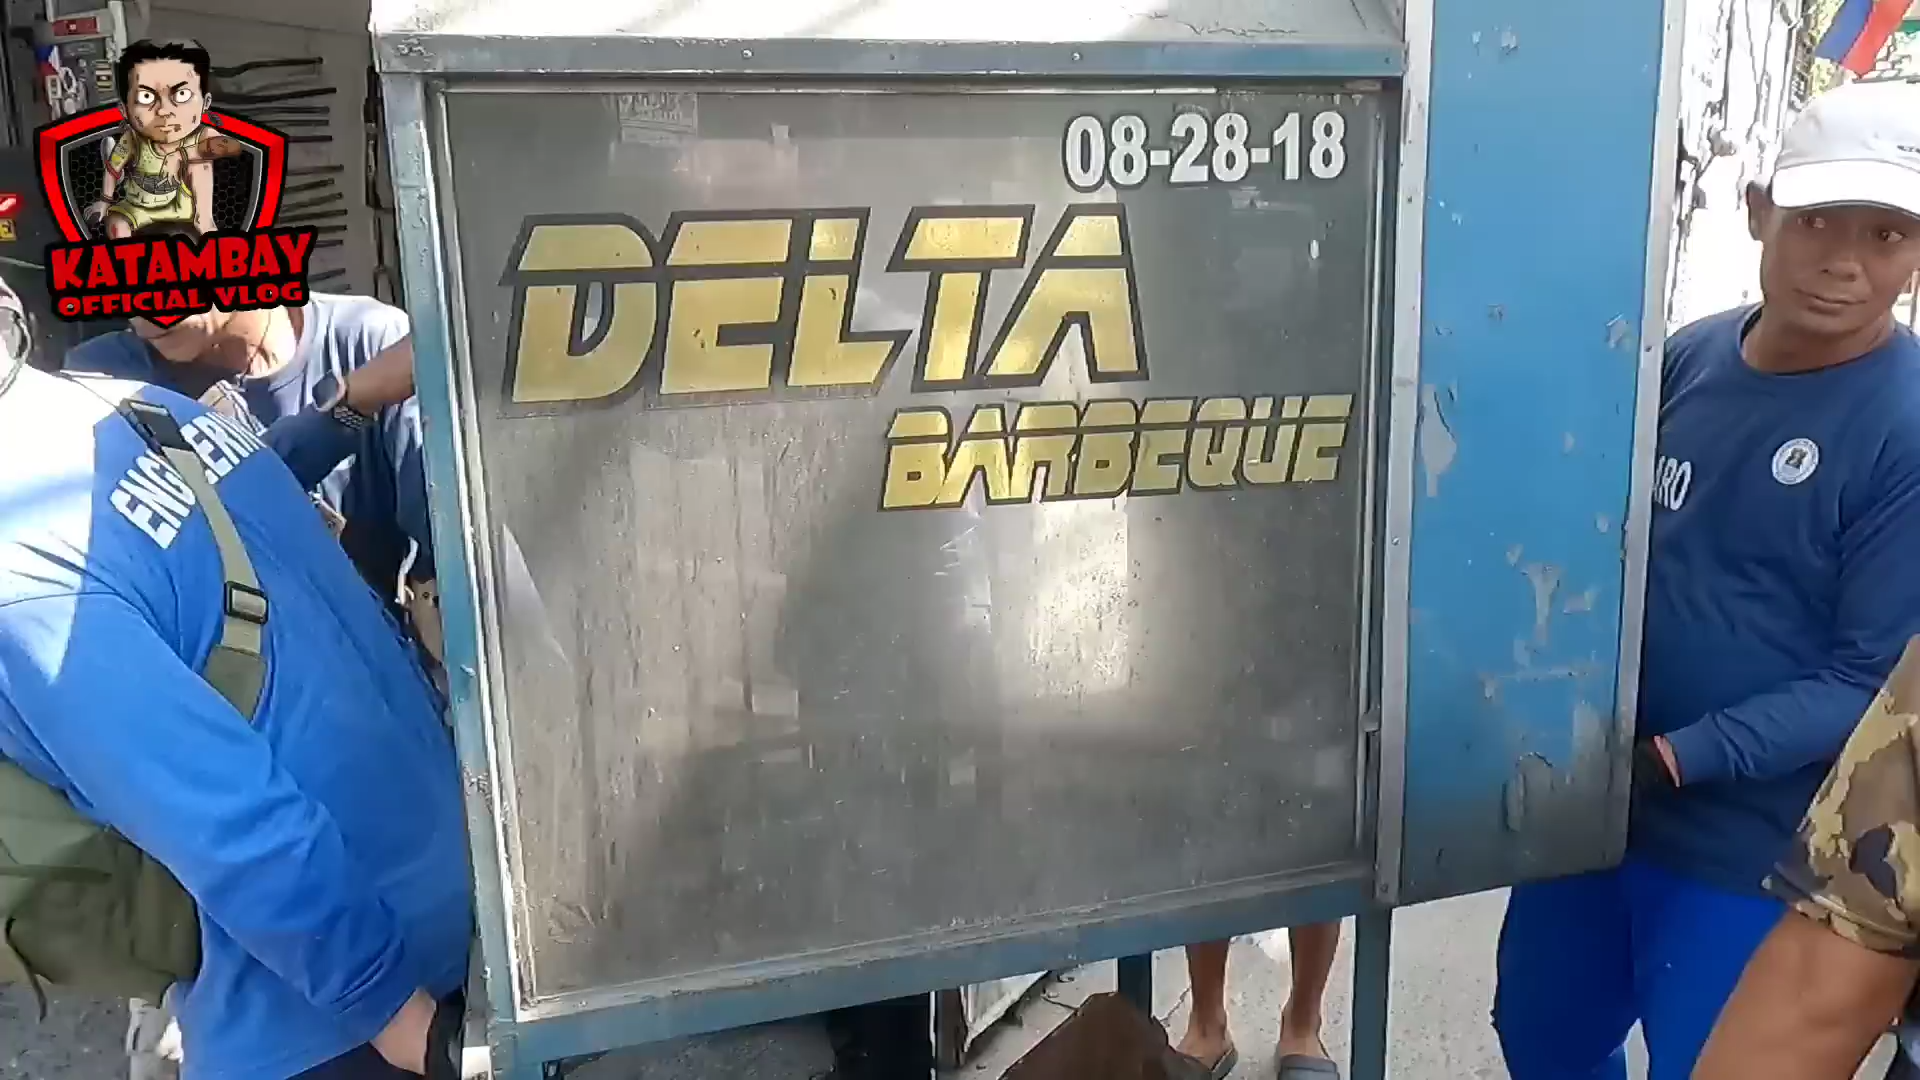 KATAMBAY
OFFICIAL VLOG
08-28-18
DELTA
BARBEQUE